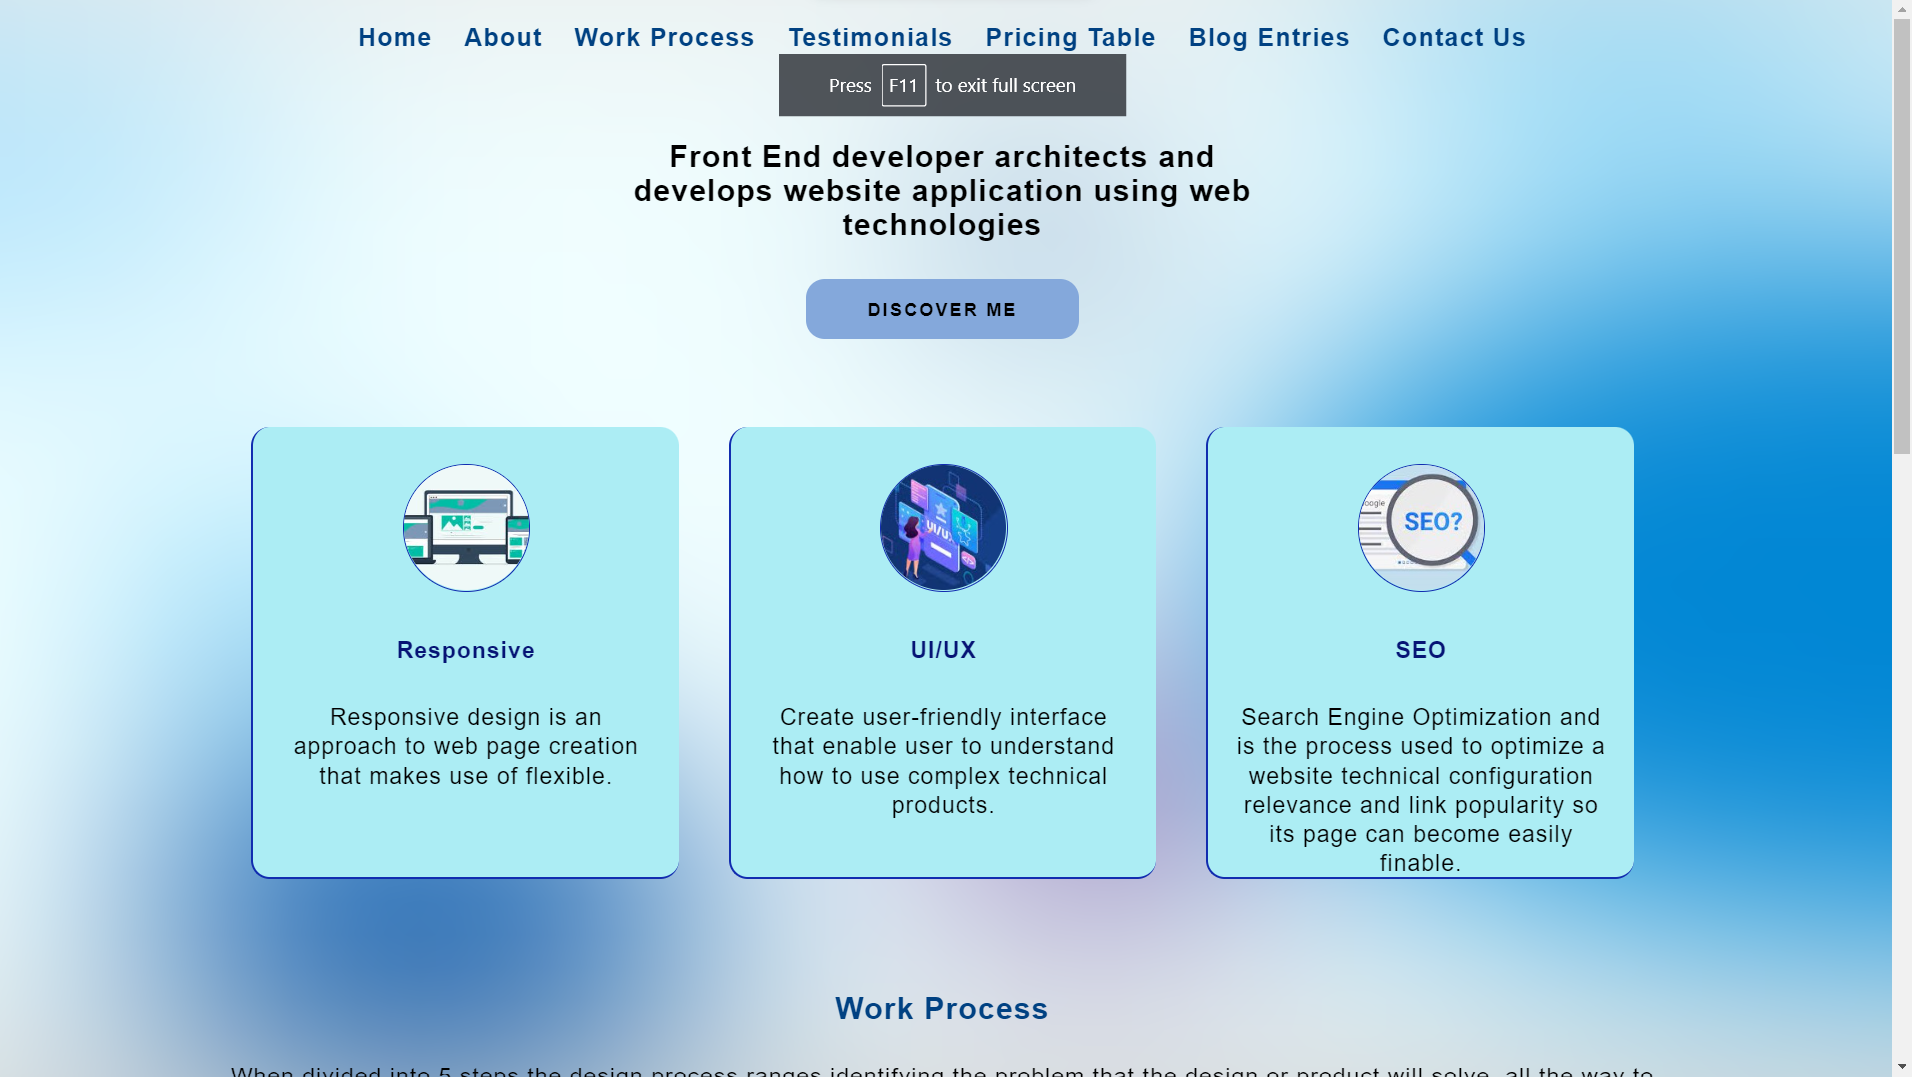 Home About Work Process Testimonials Pricing Table Blog Entries Contact Us
Press F11 to exit full screen
Front End developer architects and
develops website application using web
technologies
DISCOVER ME
Responsive
Responsive design is an
approach to web page creation
that makes use of flexible.
UI/UX
UI/UX
Create user-friendly interface
that enable user to understand
how to use complex technical
products.
oogle
SEO?
SEO
Search Engine Optimization and
is the process used to optimize a
website technical configuration
relevance and link popularity so
its page can become easily
finable.
Work Process
When divided into 5 steps the design process ranges identifying the problem that the design or product will solve, all the way to